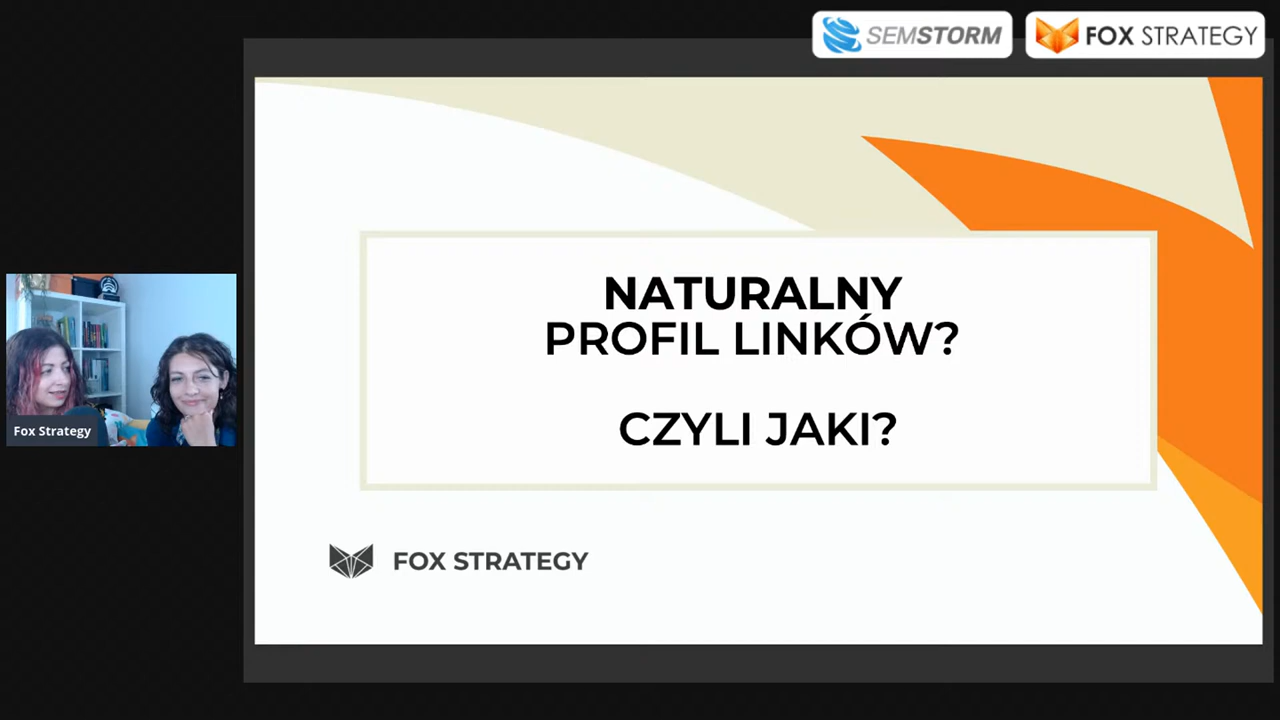 SEMSTORM
FOX STRATEGY
NATURALNY
PROFIL LINKÓW?
CZYLI JAKI?
Fox Strategy
FOX STRATEGY